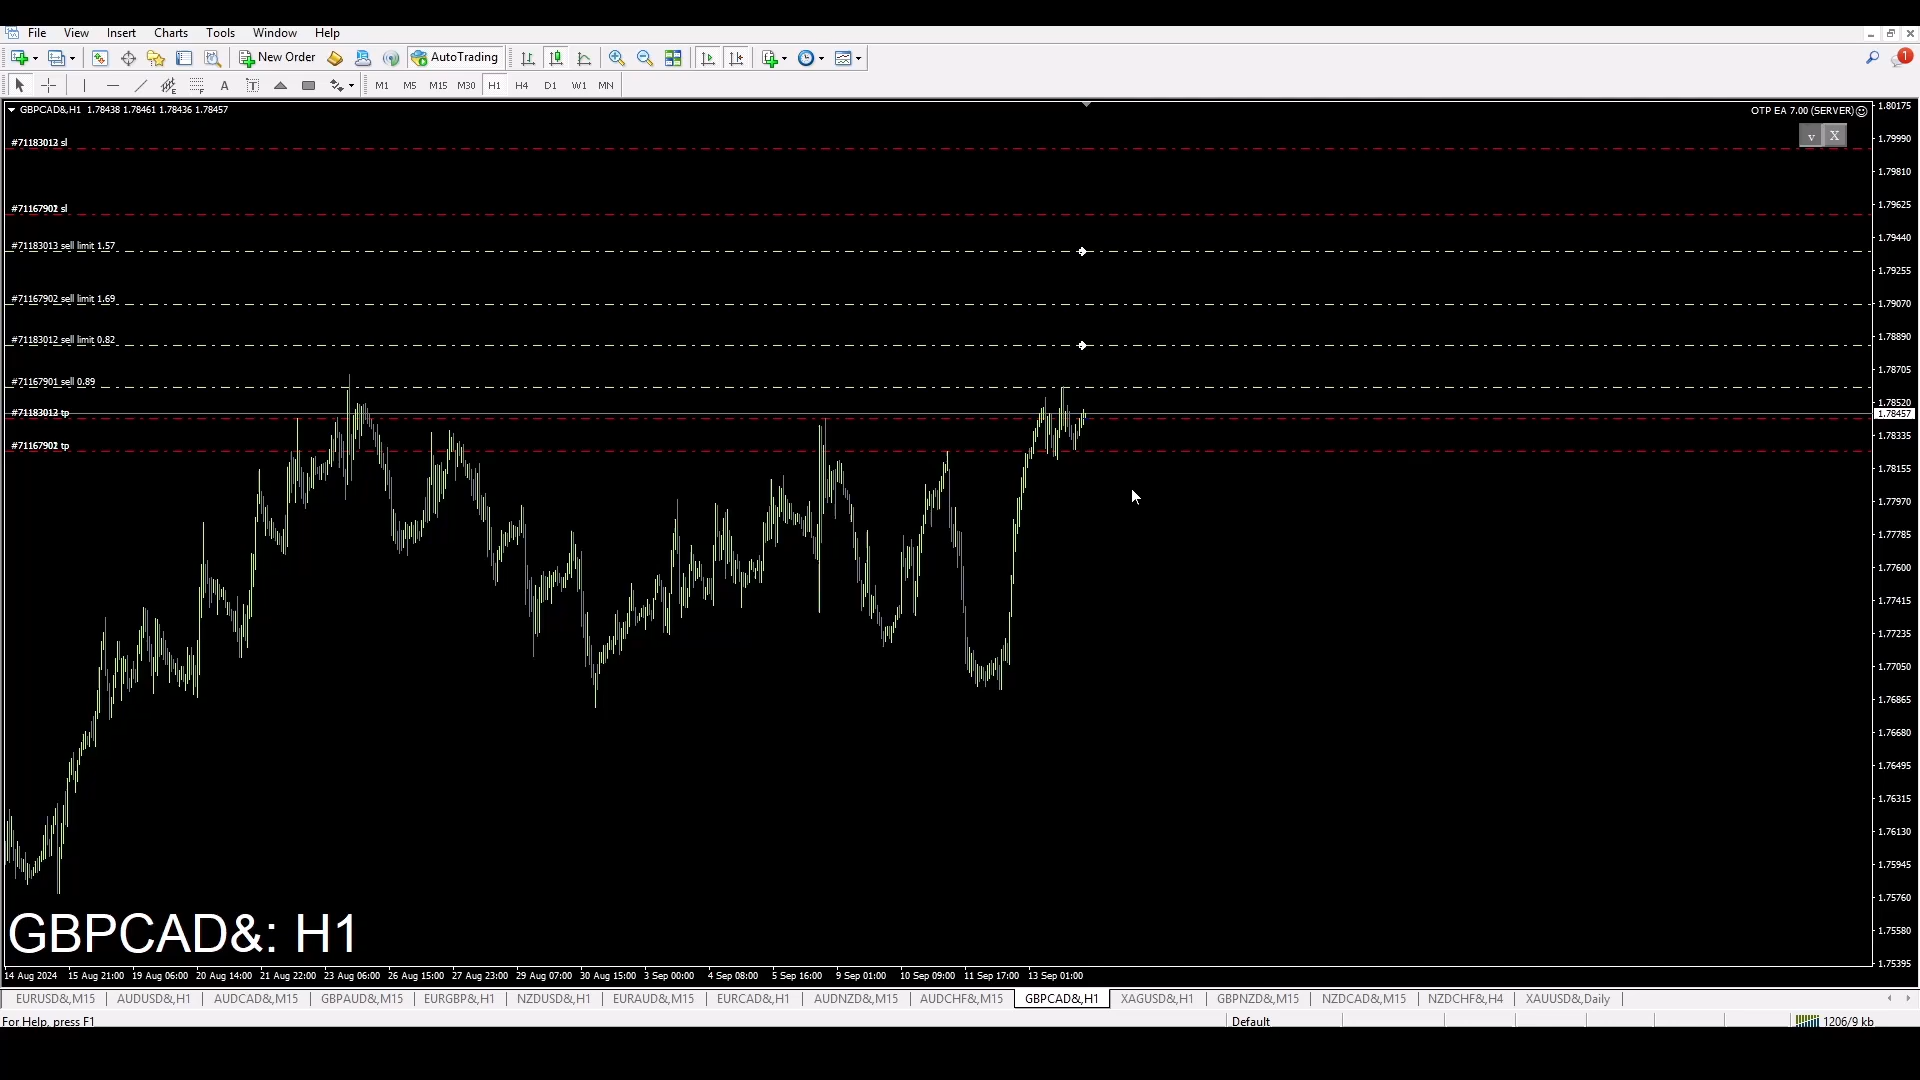 File View Insert Charts Tools Window Help
New Order AutoTrading 1
A T M1 M5 M15 M30 H1 H4 D1 W1 MN
GBPCAD&,H1 1.78438 1.78461 1.78436 1.78457
OTP EA 7.00 (SERVER)
v X
#71183013 sell limit 1.57
#71167902 sell limit 1.69
#71183012 sell limit 0.82
#71167901 sell 0.89
1.80175
1.79990
1.79810
1.79625
1.79440
1.79255
1.79070
1.78890
1.78705
1.78520
1.78457
1.78335
1.78155
1.77970
1.77785
1.77600
1.77415
1.77235
1.77050
1.76865
1.76680
1.76495
1.76315
1.76130
1.75945
1.75760
1.75580
1.75395
GBPCAD&: H1
14 Aug 2024 15 Aug 21:00 19 Aug 06:00 20 Aug 14:00 21 Aug 22:00 23 Aug 06:00 26 Aug 15:00 27 Aug 23:00 29 Aug 07:00 30 Aug 15:00 3 Sep 00:00 4 Sep 08:00 5 Sep 16:00 9 Sep 01:00 10 Sep 09:00 11 Sep 17:00 13 Sep 01:00
EURUSD&,M15 AUDUSD&,H1 AUDCAD&,M15 GBPAUD&,M15 EURGBP&,H1 NZDUSD&,H1 EURAUD&,M15 EURCAD&,H1 AUDNZD&,M15 AUDCHF&,M15 GBPCAD&,H1 XAGUSD&,H1 GBPNZD&,M15 NZDCAD&,M15 NZDCHF&,H4 XAUUSD&,Daily
For Help, press F1 Default 1206/9 kb